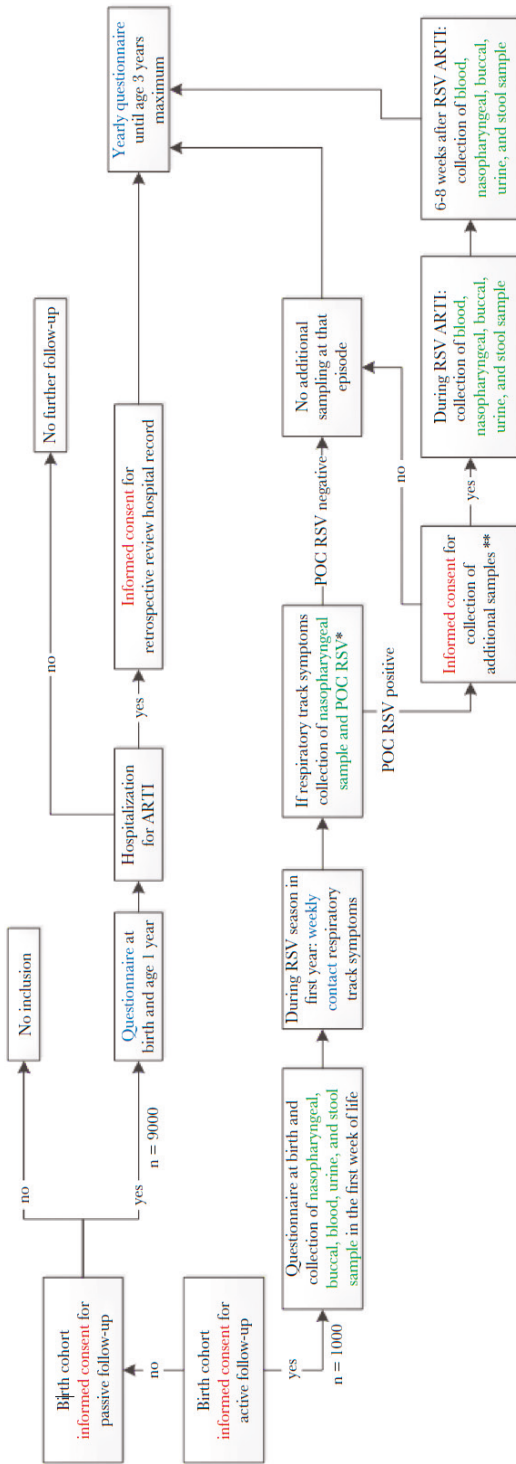 Birth cohort
informed consent for
passive follow-up
no
No inclusion
yes
n = 9000
Questionnaire at
birth and age 1 year
Hospitalization
for ARTI
no
No further follow-up
yes
Informed consent for
retrospective review hospital record
Yearly questionnaire
until age 3 years
maximum
no
Birth cohort
informed consent for
active follow-up
yes
n = 1000
Questionnaire at birth and
collection of nasopharyngeal,
buccal, blood, urine, and stool
sample in the first week of life
During RSV season in
first year: weekly
contact respiratory
track symptoms
If respiratory track symptoms
collection of nasopharyngeal
sample and POC RSV*
POC RSV negative
No additional
sampling at that
episode
POC RSV positive
no
Informed consent for
collection of
additional samples **
yes
During RSV ARTI:
collection of blood,
nasopharyngeal, buccal,
urine, and stool sample
6-8 weeks after RSV ARTI:
collection of blood,
nasopharyngeal, buccal,
urine, and stool sample